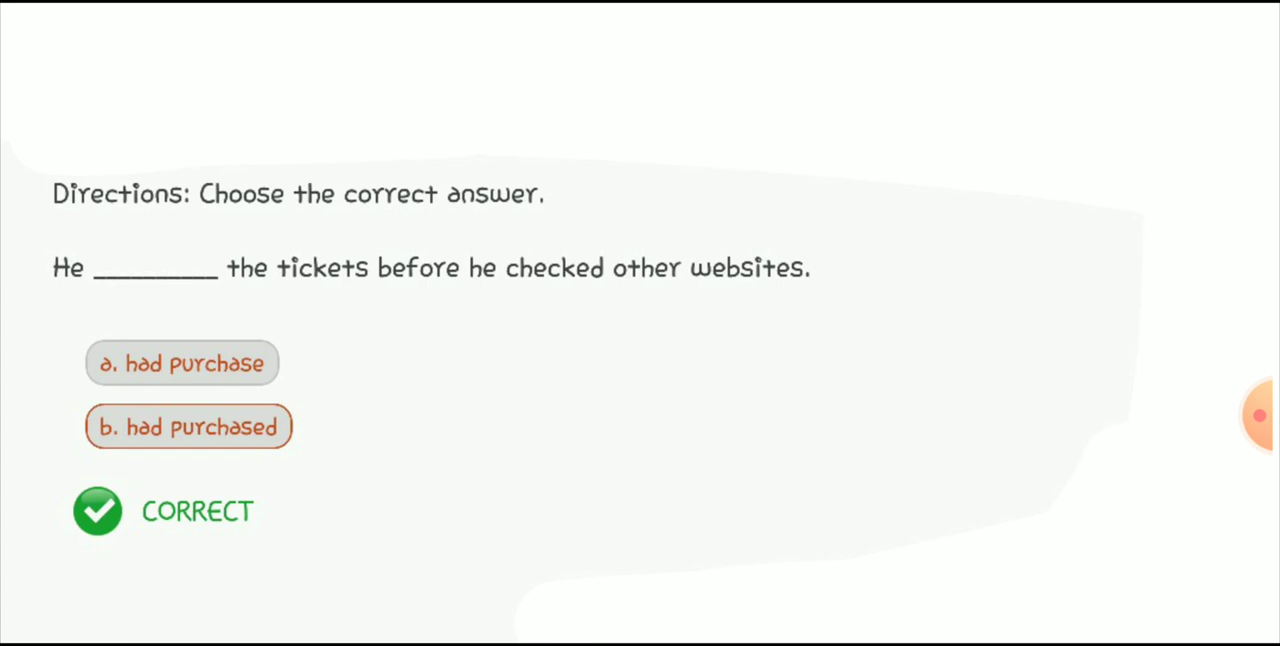 Directions: Choose the correct answer.
He _________ the tickets before he checked other websites.
a. had purchase
b. had purchased
CORRECT